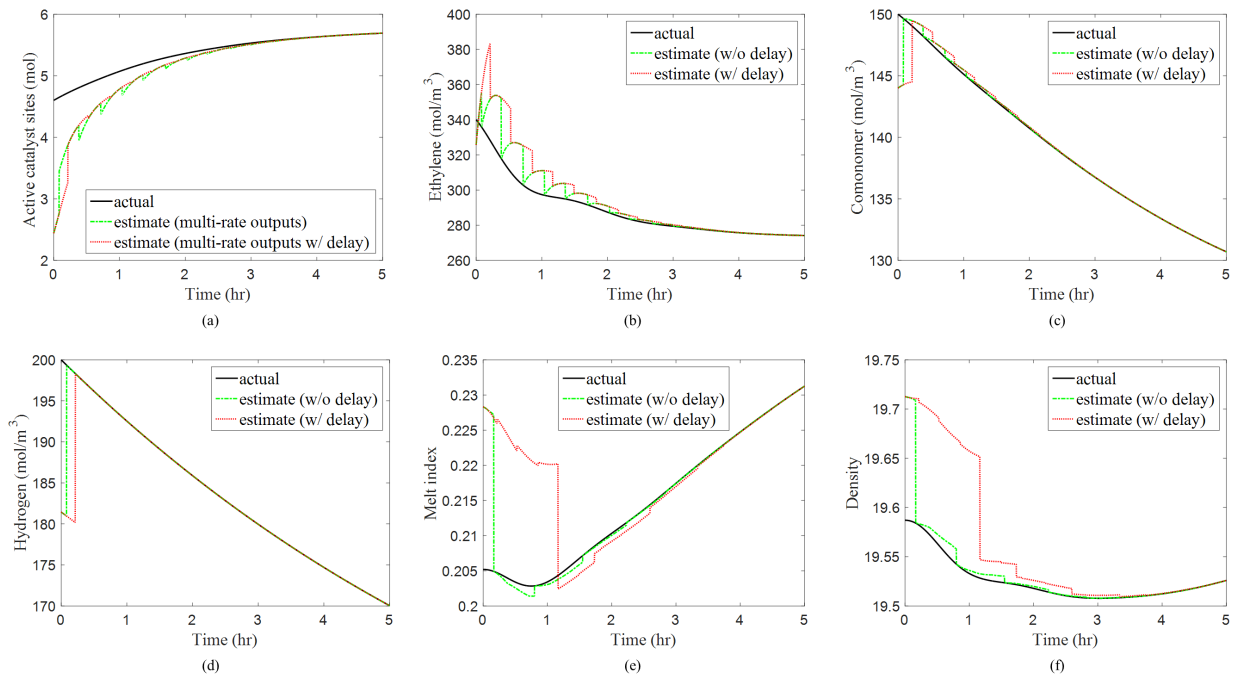 6
5
4
3
2
0
1
2
3
4
5
Active catalyst sites (mol)
Time (hr)
actual
estimate (multi-rate outputs)
estimate (multi-rate outputs w/ delay)
(a)
400
380
360
340
320
300
280
260
0
1
2
3
4
5
Ethylene (mol/m³)
Time (hr)
actual
estimate (w/o delay)
estimate (w/ delay)
(b)
150
145
140
135
130
0
1
2
3
4
5
Comonomer (mol/m³)
Time (hr)
actual
estimate (w/o delay)
estimate (w/ delay)
(c)
200
195
190
185
180
175
170
0
1
2
3
4
5
Hydrogen (mol/m³)
Time (hr)
actual
estimate (w/o delay)
estimate (w/ delay)
(d)
0.235
0.23
0.225
0.22
0.215
0.21
0.205
0.2
0
1
2
3
4
5
Melt index
Time (hr)
actual
estimate (w/o delay)
estimate (w/ delay)
(e)
19.75
19.7
19.65
19.6
19.55
19.5
0
1
2
3
4
5
Density
Time (hr)
actual
estimate (w/o delay)
estimate (w/ delay)
(f)